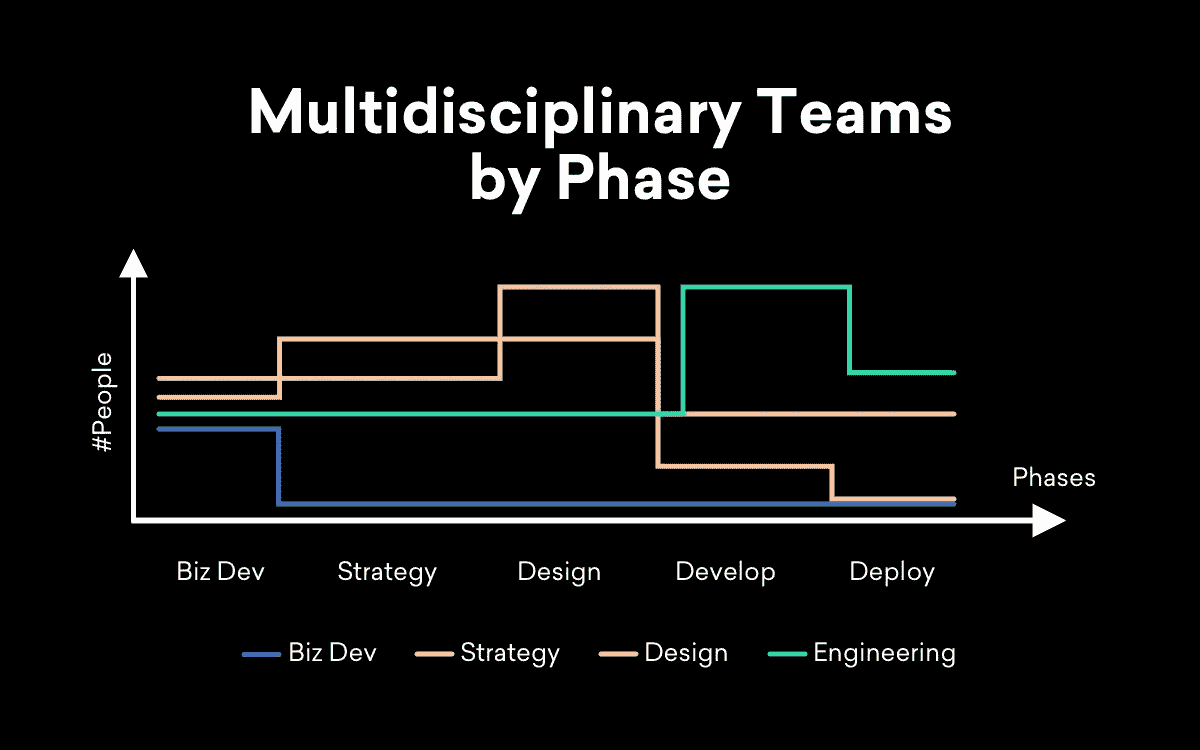 Multidisciplinary Teams
by Phase
#People
Phases
Biz Dev
Strategy
Design
Develop
Deploy
Biz Dev
Strategy
Design
Engineering